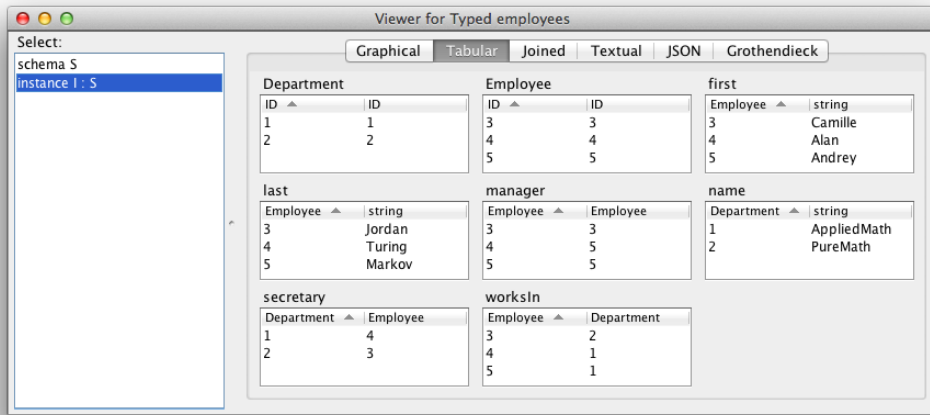 Viewer for Typed employees
Select:
schema S
instance I : S
Graphical Tabular Joined Textual JSON Grothendieck
Department
ID ID
1 1
2 2
Employee
ID ID
3 3
4 4
5 5
first
Employee string
3 Camille
4 Alan
5 Andrey
last
Employee string
3 Jordan
4 Turing
5 Markov
manager
Employee Employee
3 3
4 5
5 5
name
Department string
1 AppliedMath
2 PureMath
secretary
Department Employee
1 4
2 3
worksIn
Employee Department
3 2
4 1
5 1